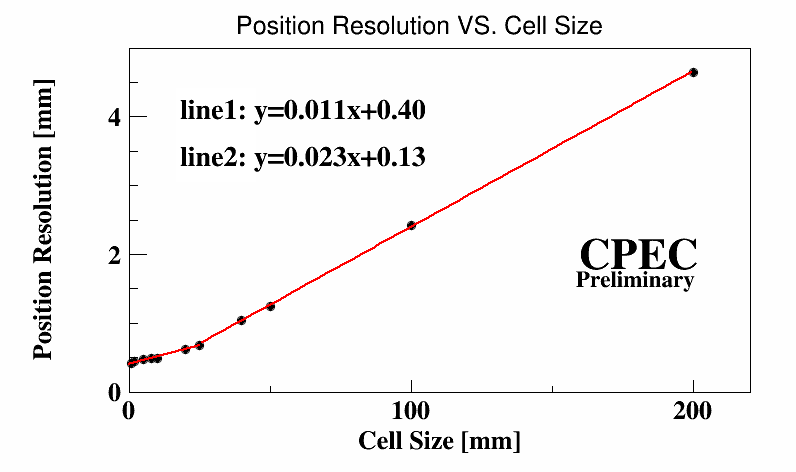 Position Resolution VS. Cell Size
Position Resolution [mm]
line1: y=0.011x+0.40
line2: y=0.023x+0.13
4
2
0
CPEC
Preliminary
0 100 200
Cell Size [mm]